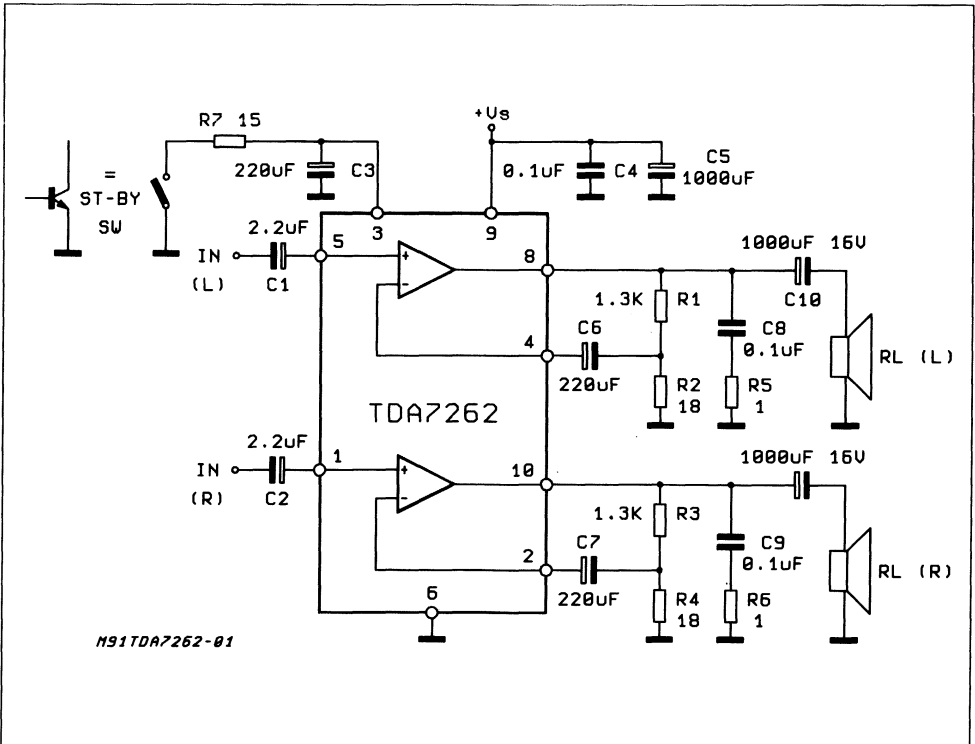 +Vs
R7 15
220uF C3
0.1uF C4
C5
1000uF
=
ST-BY
SW
2.2uF
5
3
9
IN
(L)
C1
8
1000uF 16V
C10
1.3K R1
C8
0.1uF
+
-
4
C6
220uF
R2
18
R5
1
RL (L)
TDA7262
2.2uF
IN
(R)
C2
1
10
1000uF 16V
1.3K R3
C9
0.1uF
+
-
2
C7
220uF
R4
18
R6
1
RL (R)
6
M91TDA7262-01